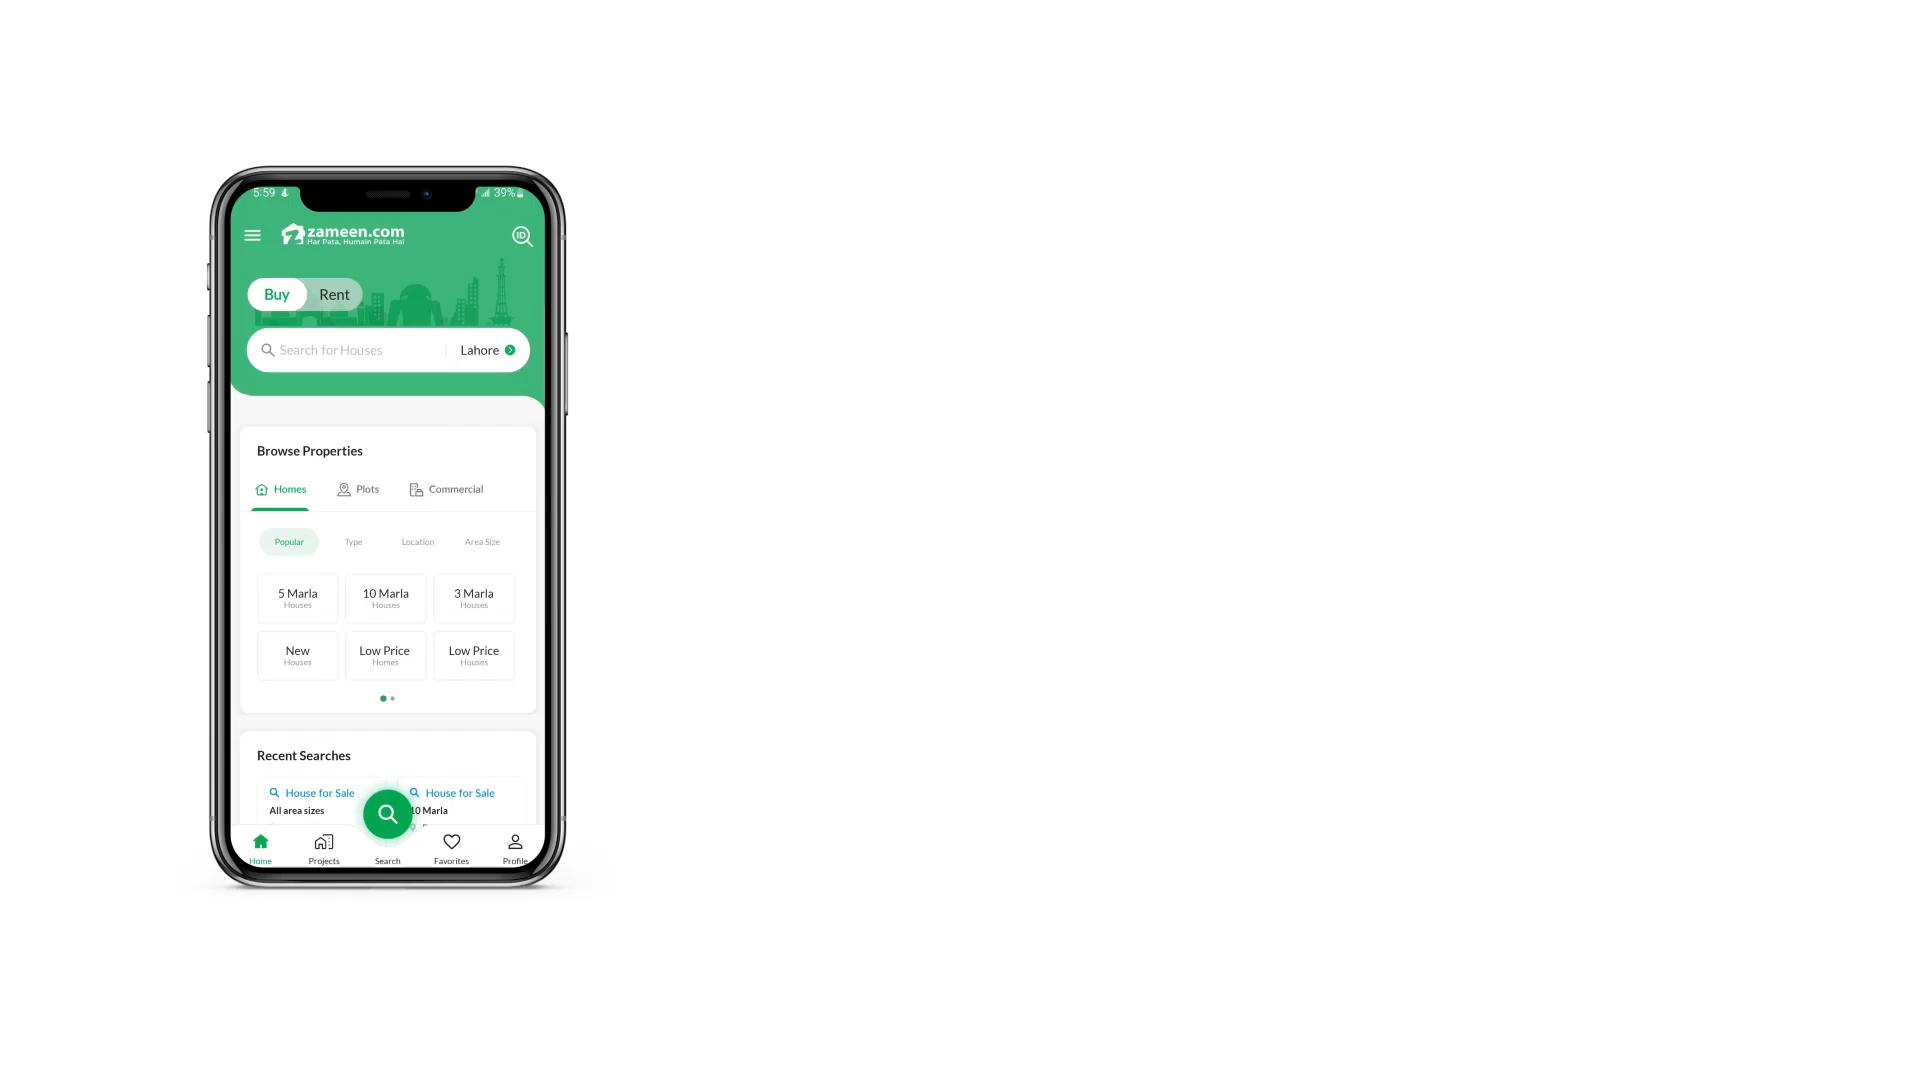 5:59
39%
zameen.com
Har Pata, Humain Pata Hai
ID
Buy Rent
Search for Houses Lahore
Browse Properties
Homes Plots Commercial
Popular Type Location Area Size
5 Marla 10 Marla 3 Marla
Houses Houses Houses
New Low Price Low Price
Houses Homes Houses
Recent Searches
House for Sale House for Sale
All area sizes 10 Marla
Home Projects Search Favorites Profile